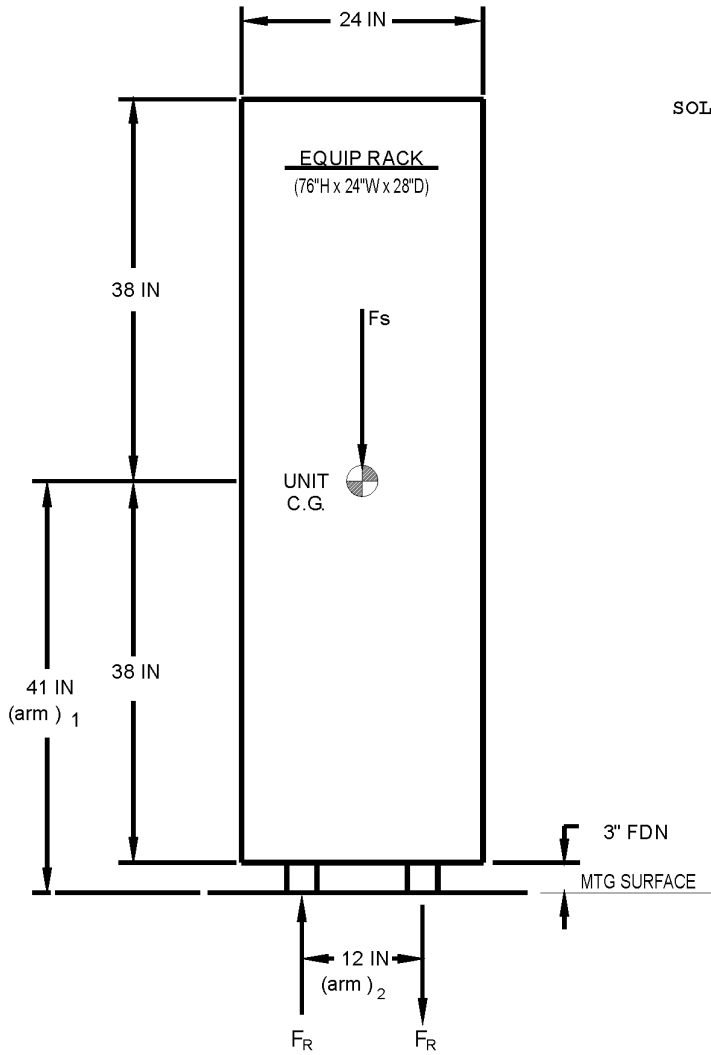 24 IN
SOL
EQUIP RACK
(76"H x 24"W x 28"D)
38 IN
Fs
UNIT
C.G.
38 IN
41 IN
(arm ) 1
3" FDN
MTG SURFACE
12 IN
(arm ) 2
FR
FR